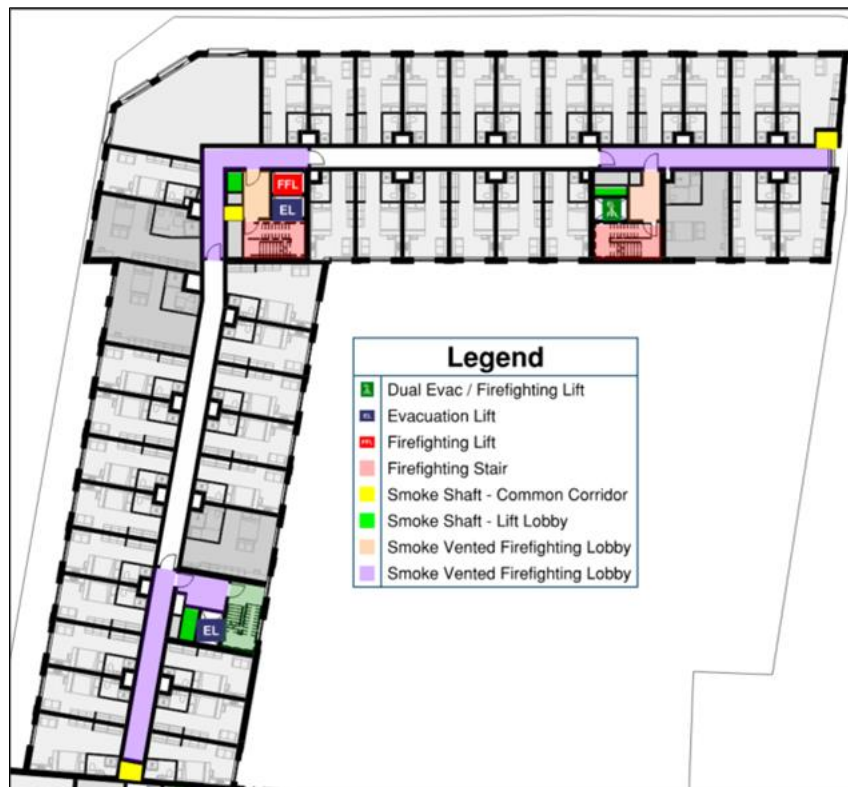 FFL
EL
Legend
Dual Evac / Firefighting Lift
EL Evacuation Lift
FFL Firefighting Lift
Firefighting Stair
Smoke Shaft - Common Corridor
Smoke Shaft - Lift Lobby
Smoke Vented Firefighting Lobby
Smoke Vented Firefighting Lobby
EL